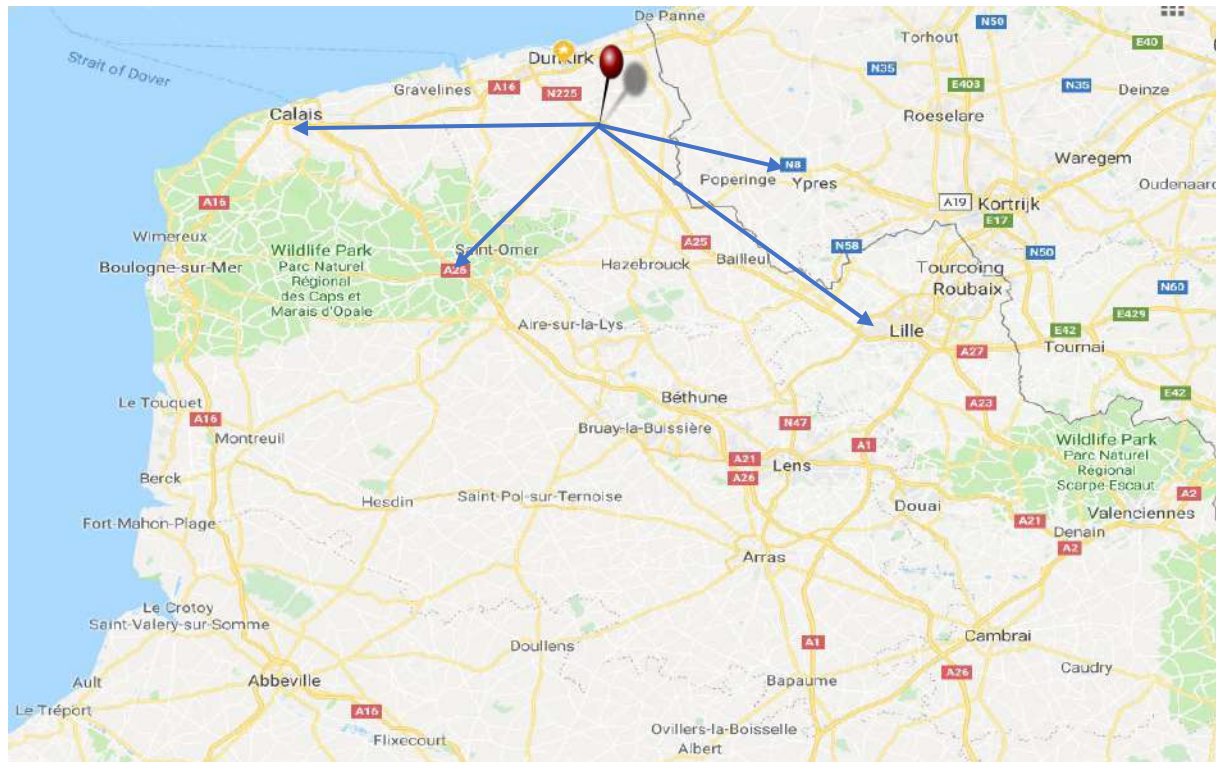 De Panne
N50
Torhout
E40
Strait of Dover
Dunkirk
N35
Gravelines
A16
N225
E403
N35
Deinze
Calais
Roeselare
N8
Waregem
Poperinge
Ypres
Oudenaard
A16
A19
Kortrijk
E17
Wimereux
Wildlife Park
Parc Naturel
Régional
des Caps et
Marais d'Opale
Saint-Omer
A25
N58
N50
Boulogne-sur-Mer
A26
Hazebrouck
Bailleul
Tourcoing
Roubaix
N60
Aire-sur-la-Lys
Lille
E429
E42
Tournai
A27
Le Touquet
A16
Montreuil
Béthune
A23
E42
Bruay-la-Buissière
N47
A1
Wildlife Park
Parc Naturel
Régional
Scarpe-Escaut
A21
A26
Lens
Berck
Hesdin
Saint-Pol-sur-Ternoise
A2
Fort-Mahon-Plage
Douai
A21
Valenciennes
Denain
A2
Arras
Le Crotoy
Saint-Valery-sur-Somme
Doullens
A1
Cambrai
A26
Caudry
Ault
Abbeville
Bapaume
Le Tréport
A16
Flixecourt
Ovillers-la-Boisselle
Albert